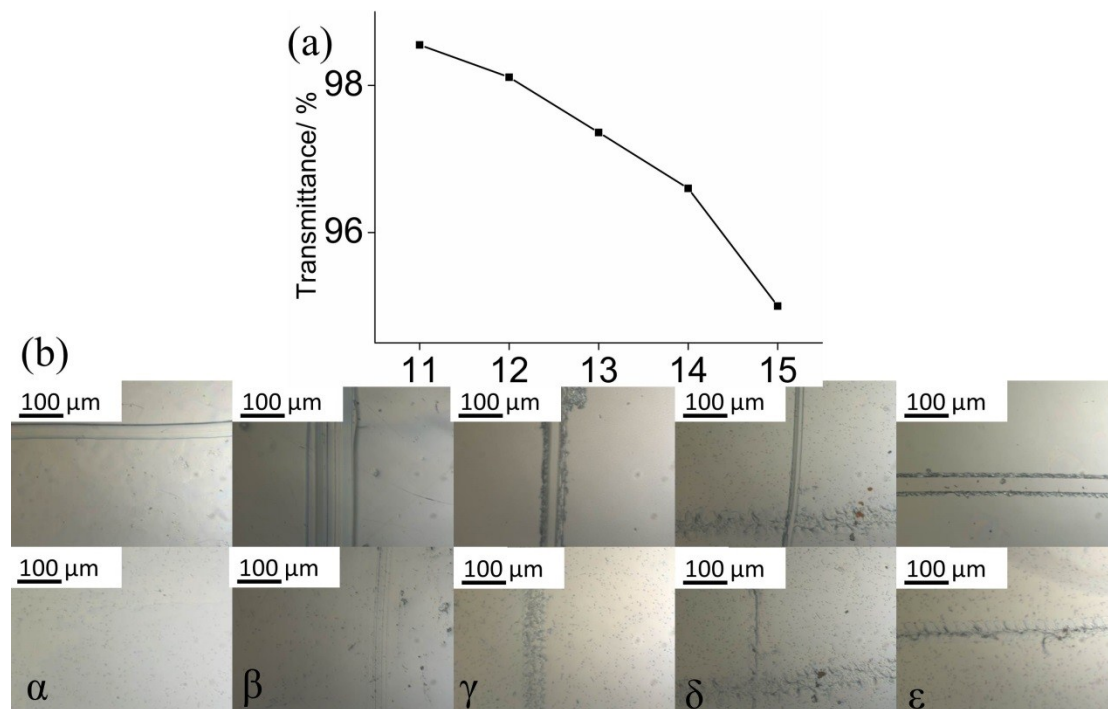 (a)
Transmittance/ %
98
96
11 12 13 14 15
(b)
100 µm 100 µm 100 µm 100 µm 100 µm
100 µm 100 µm 100 µm 100 µm 100 µm
α β γ δ ε